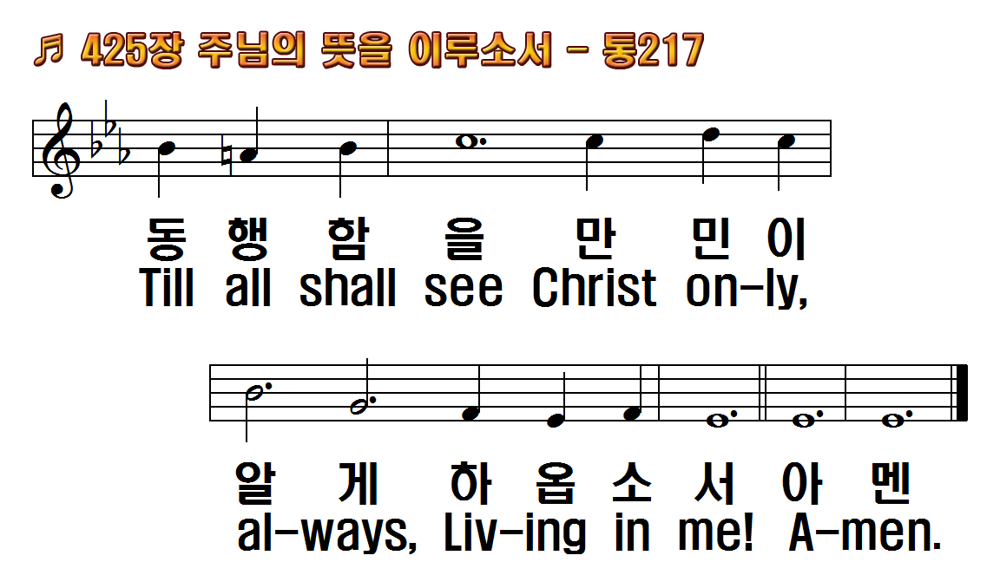 ♬ 425장 주님의 뜻을 이루소서 - 통217
동 행 함 을 만 민 이
Till all shall see Christ on-ly,
알 게 하 옵 소 서 아 멘
al-ways, Liv-ing in me! A-men.